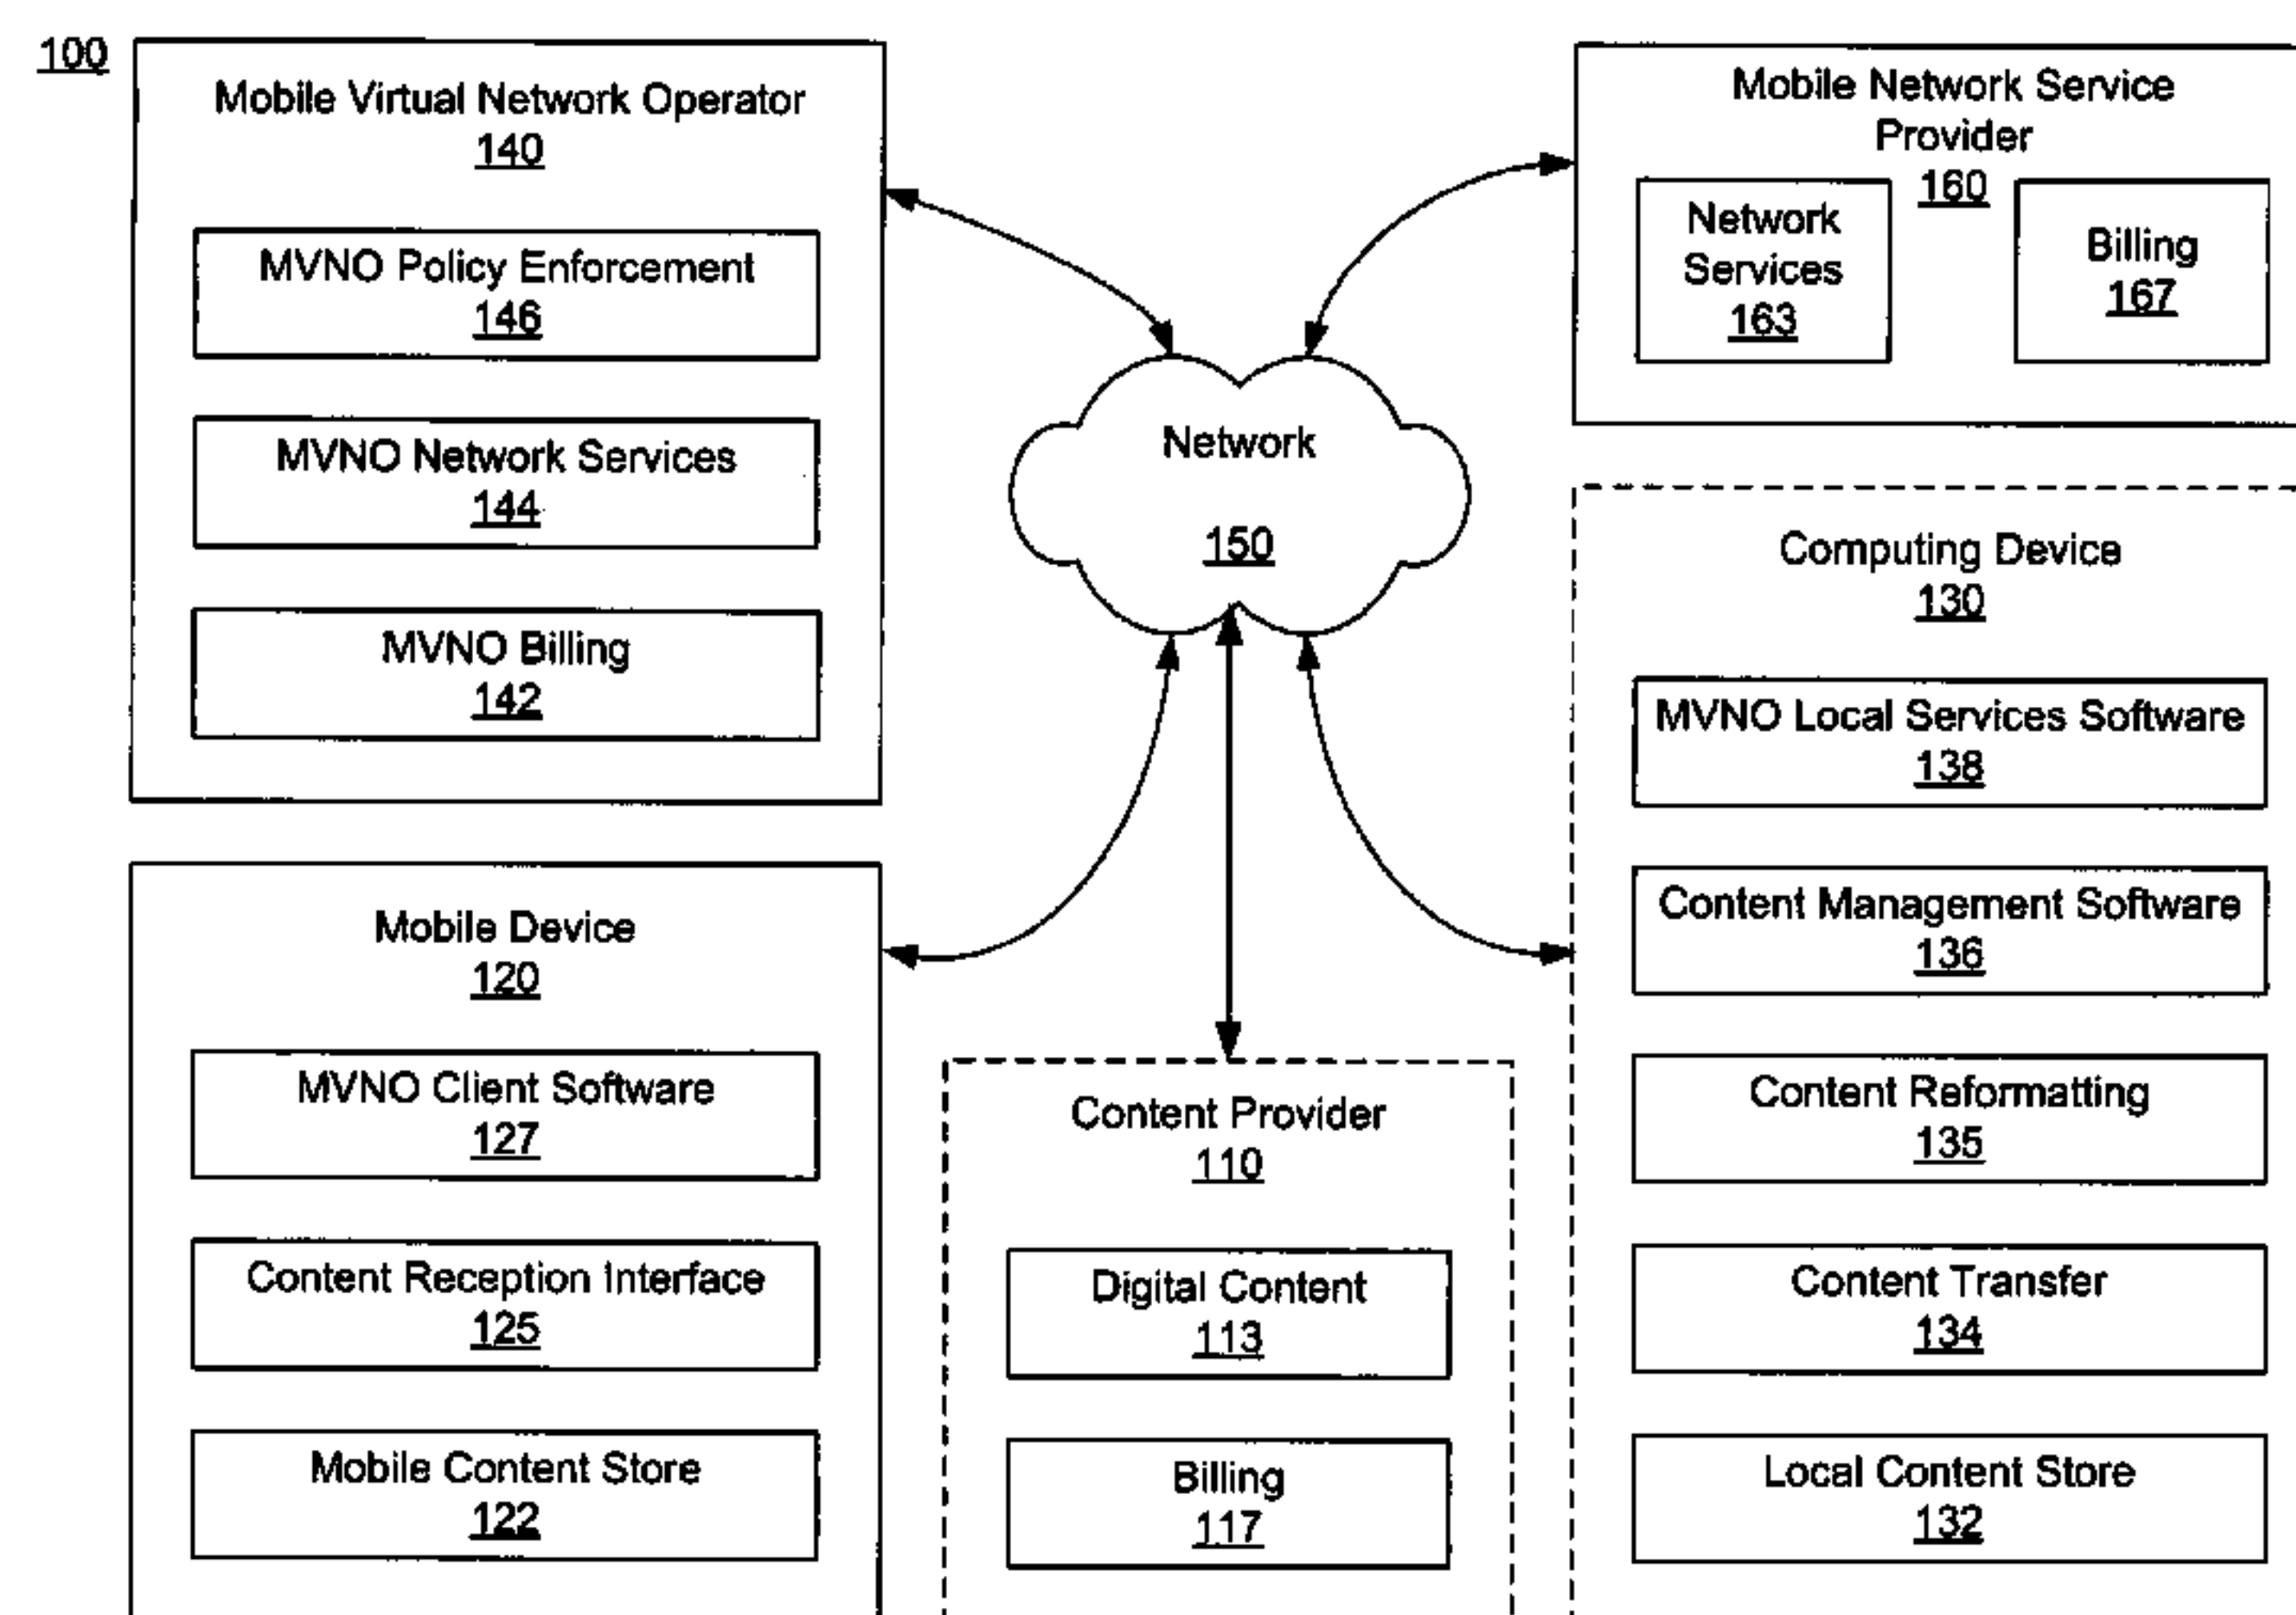 100
Mobile Virtual Network Operator
140
MVNO Policy Enforcement
146
MVNO Network Services
144
MVNO Billing
142
Mobile Network Service
Provider
160
Network
Services
163
Billing
167
Network
150
Computing Device
130
MVNO Local Services Software
138
Content Management Software
136
Content Reformatting
135
Content Transfer
134
Local Content Store
132
Mobile Device
120
MVNO Client Software
127
Content Reception Interface
125
Mobile Content Store
122
Content Provider
110
Digital Content
113
Billing
117